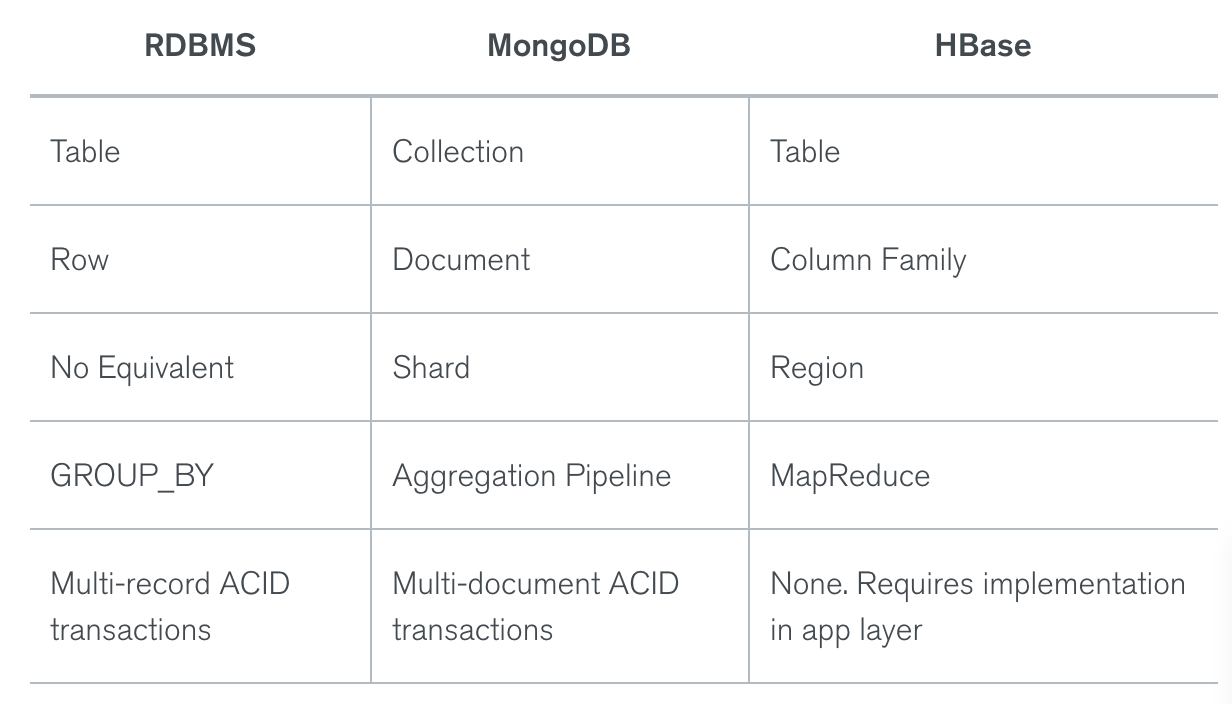 RDBMS MongoDB HBase
Table Collection Table
Row Document Column Family
No Equivalent Shard Region
GROUP_BY Aggregation Pipeline MapReduce
Multi-record ACID Multi-document ACID None. Requires implementation
transactions transactions in app layer